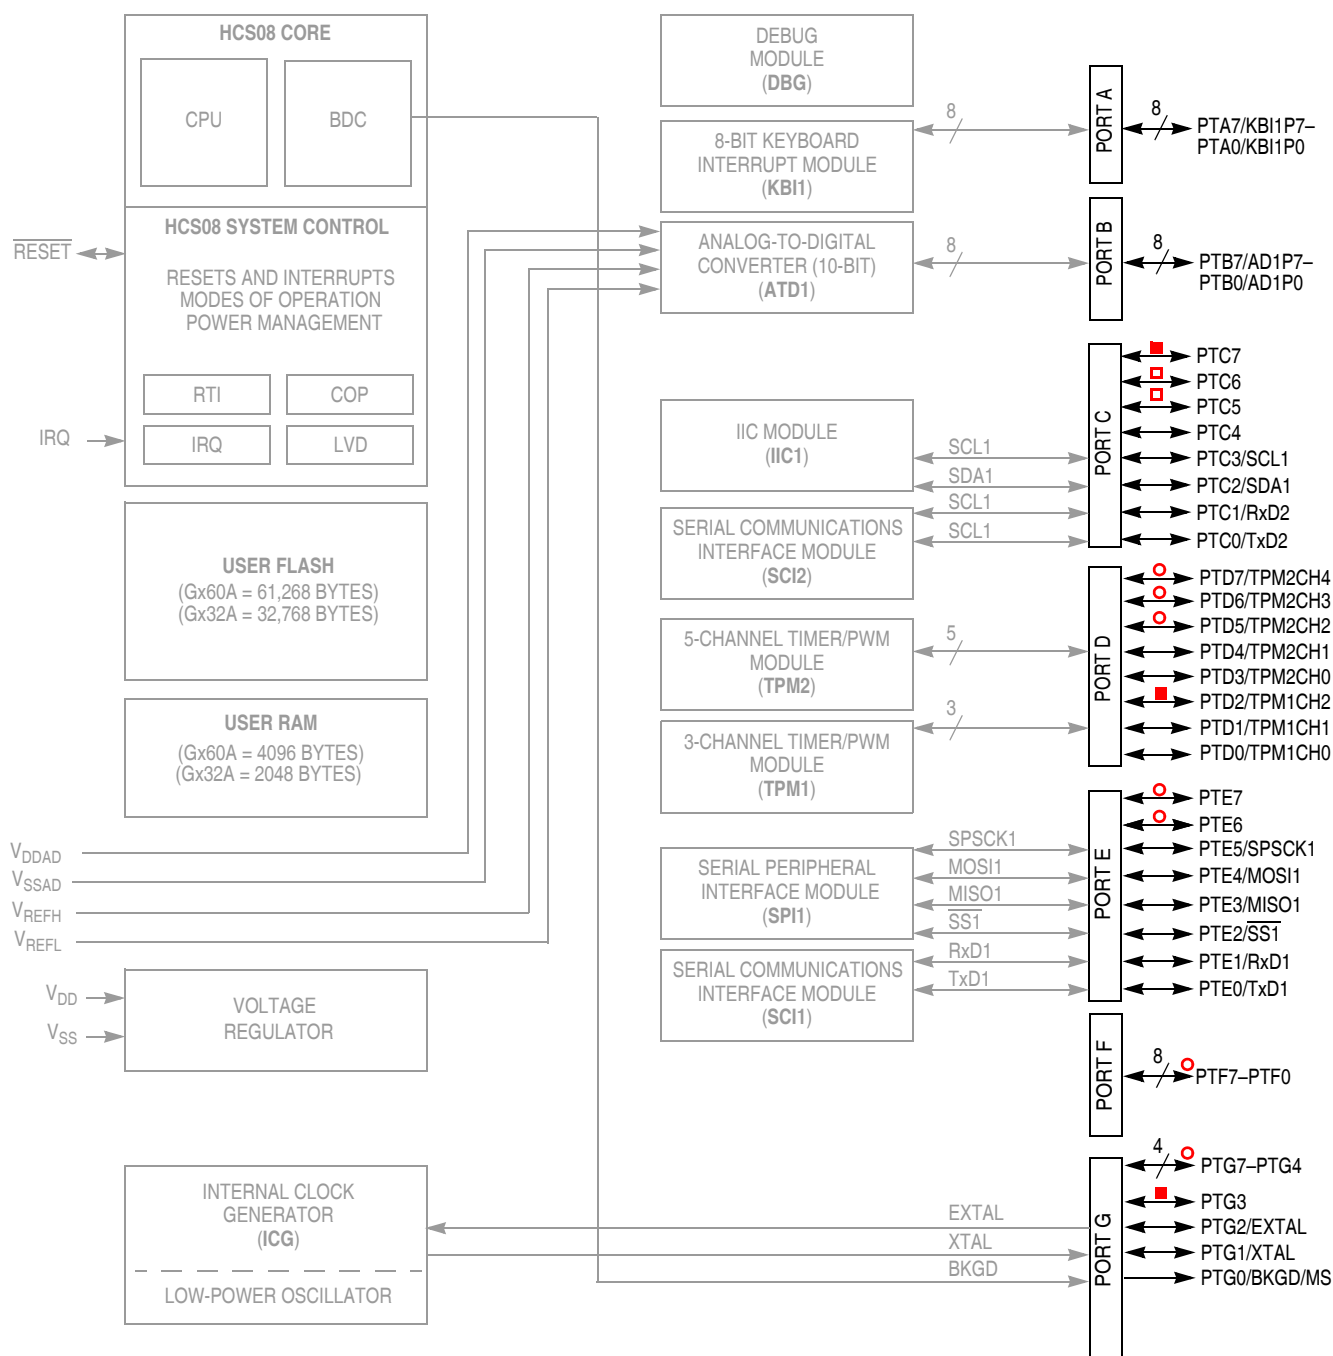 HCS08 CORE
CPU
BDC
HCS08 SYSTEM CONTROL
RESETS AND INTERRUPTS
MODES OF OPERATION
POWER MANAGEMENT
RTI
COP
IRQ
LVD
RESET
IRQ
USER FLASH
(Gx60A = 61,268 BYTES)
(Gx32A = 32,768 BYTES)
USER RAM
(Gx60A = 4096 BYTES)
(Gx32A = 2048 BYTES)
VDDAD
VSSAD
VREFH
VREFL
VDD
VSS
VOLTAGE
REGULATOR
INTERNAL CLOCK
GENERATOR
(ICG)
LOW-POWER OSCILLATOR
DEBUG
MODULE
(DBG)
8-BIT KEYBOARD
INTERRUPT MODULE
(KBI1)
ANALOG-TO-DIGITAL
CONVERTER (10-BIT)
(ATD1)
IIC MODULE
(IIC1)
SERIAL COMMUNICATIONS
INTERFACE MODULE
(SCI2)
5-CHANNEL TIMER/PWM
MODULE
(TPM2)
3-CHANNEL TIMER/PWM
MODULE
(TPM1)
SERIAL PERIPHERAL
INTERFACE MODULE
(SPI1)
SERIAL COMMUNICATIONS
INTERFACE MODULE
(SCI1)
8
8
SCL1
SDA1
SCL1
SCL1
5
3
SPSCK1
MOSI1
MISO1
SS1
RxD1
TxD1
EXTAL
XTAL
BKGD
PORT A
8
PTA7/KBI1P7–
PTA0/KBI1P0
PORT B
8
PTB7/AD1P7–
PTB0/AD1P0
PORT C
PTC7
PTC6
PTC5
PTC4
PTC3/SCL1
PTC2/SDA1
PTC1/RxD2
PTC0/TxD2
PORT D
PTD7/TPM2CH4
PTD6/TPM2CH3
PTD5/TPM2CH2
PTD4/TPM2CH1
PTD3/TPM2CH0
PTD2/TPM1CH2
PTD1/TPM1CH1
PTD0/TPM1CH0
PORT E
PTE7
PTE6
PTE5/SPSCK1
PTE4/MOSI1
PTE3/MISO1
PTE2/SS1
PTE1/RxD1
PTE0/TxD1
PORT F
8
PTF7–PTF0
PORT G
4
PTG7–PTG4
PTG3
PTG2/EXTAL
PTG1/XTAL
PTG0/BKGD/MS